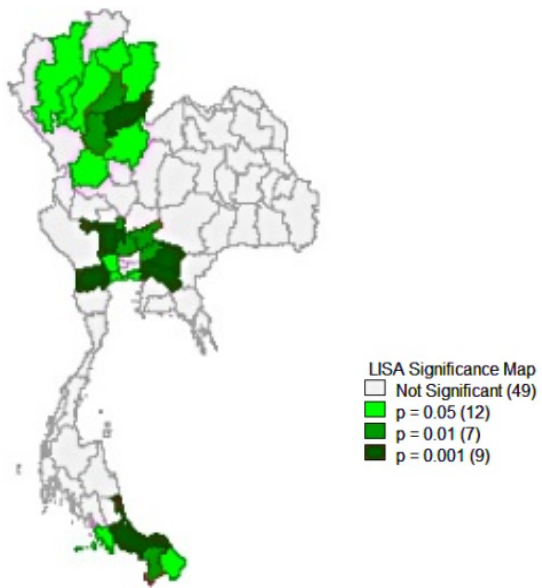 LISA Significance Map
Not Significant (49)
p = 0.05 (12)
p = 0.01 (7)
p = 0.001 (9)